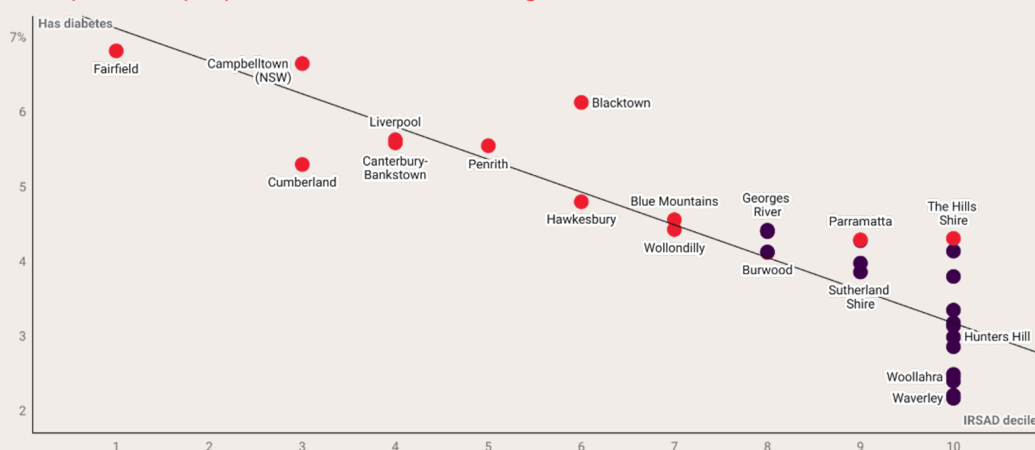 Has diabetes
7%
Fairfield
Campbelltown
(NSW)
Blacktown
6
Liverpool
Canterbury-
Bankstown
Penrith
Cumberland
5
Hawkesbury
Blue Mountains
Wollondilly
Georges
River
Burwood
Parramatta
Sutherland
Shire
The Hills
Shire
4
3
Hunters Hill
Woollahra
Waverley
2
IRSAD decile
1 2 3 4 5 6 7 8 9 10